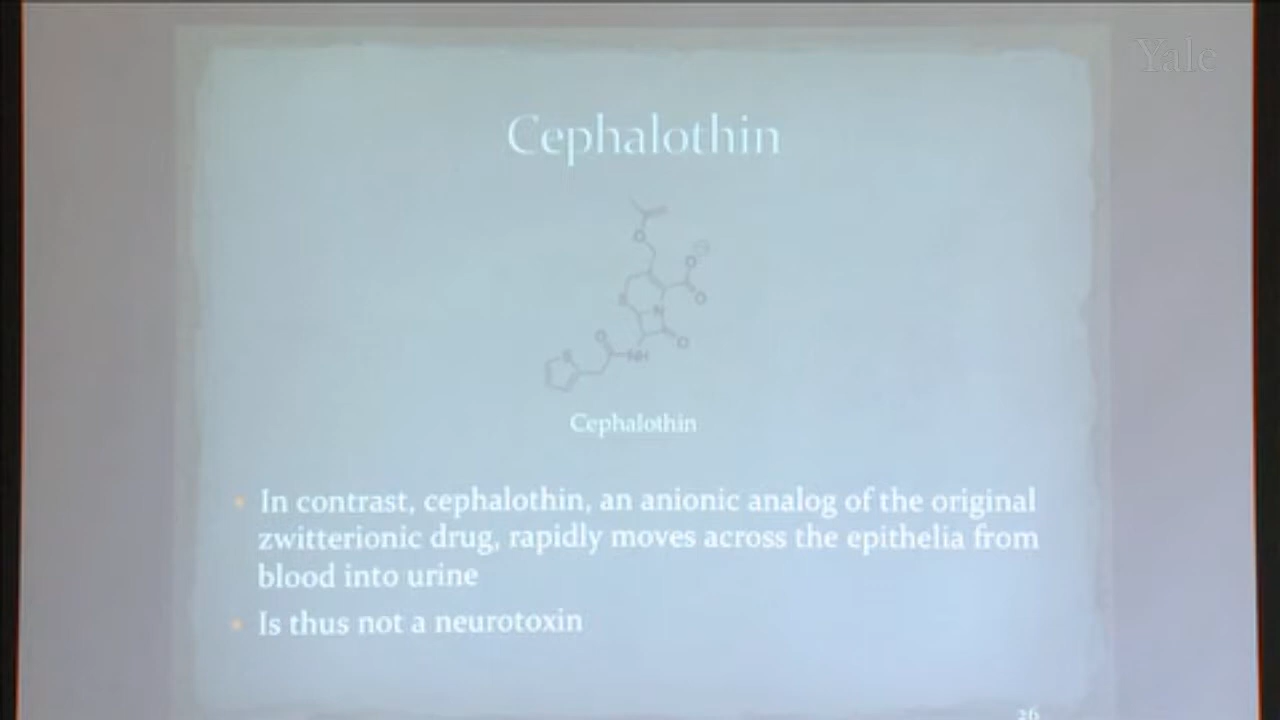 Yale
Cephalothin
O
O
O
S
N
O
O
S
NH
Cephalothin
In contrast, cephalothin, an anionic analog of the original
zwitterionic drug, rapidly moves across the epithelia from
blood into urine
Is thus not a neurotoxin
26